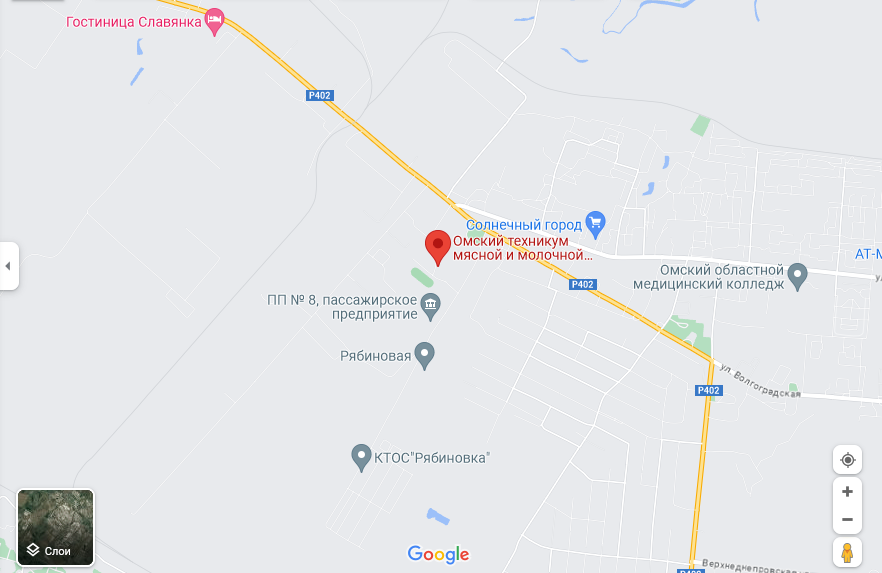 Гостиница Славянка
Р402
Солнечный город
Омский техникум
мясной и молочной...
АТ-М
Омский областной
медицинский колледж
Р402
ПП № 8, пассажирское
предприятие
Рябиновая
ул. Волгоградская
Р402
КТОС"Рябиновка"
Слои
Google
Верхнеднепровская